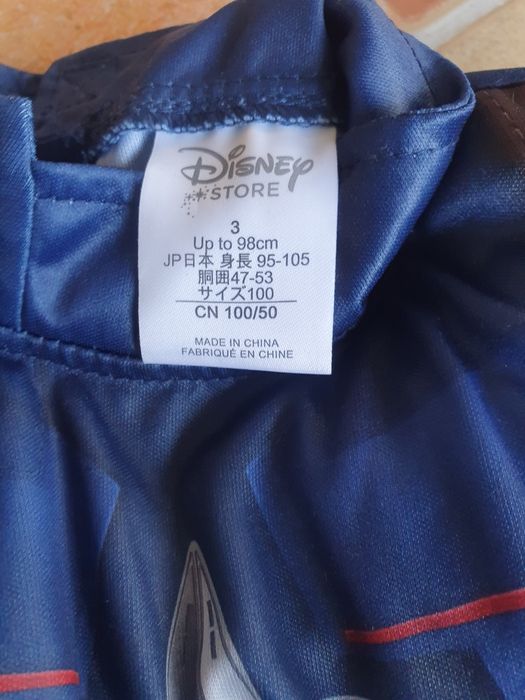 Disney
STORE
3
Up to 98cm
JP日本 身長 95-105
胴囲47-53
サイズ100
CN 100/50
MADE IN CHINA
FABRIQUÉ EN CHINE